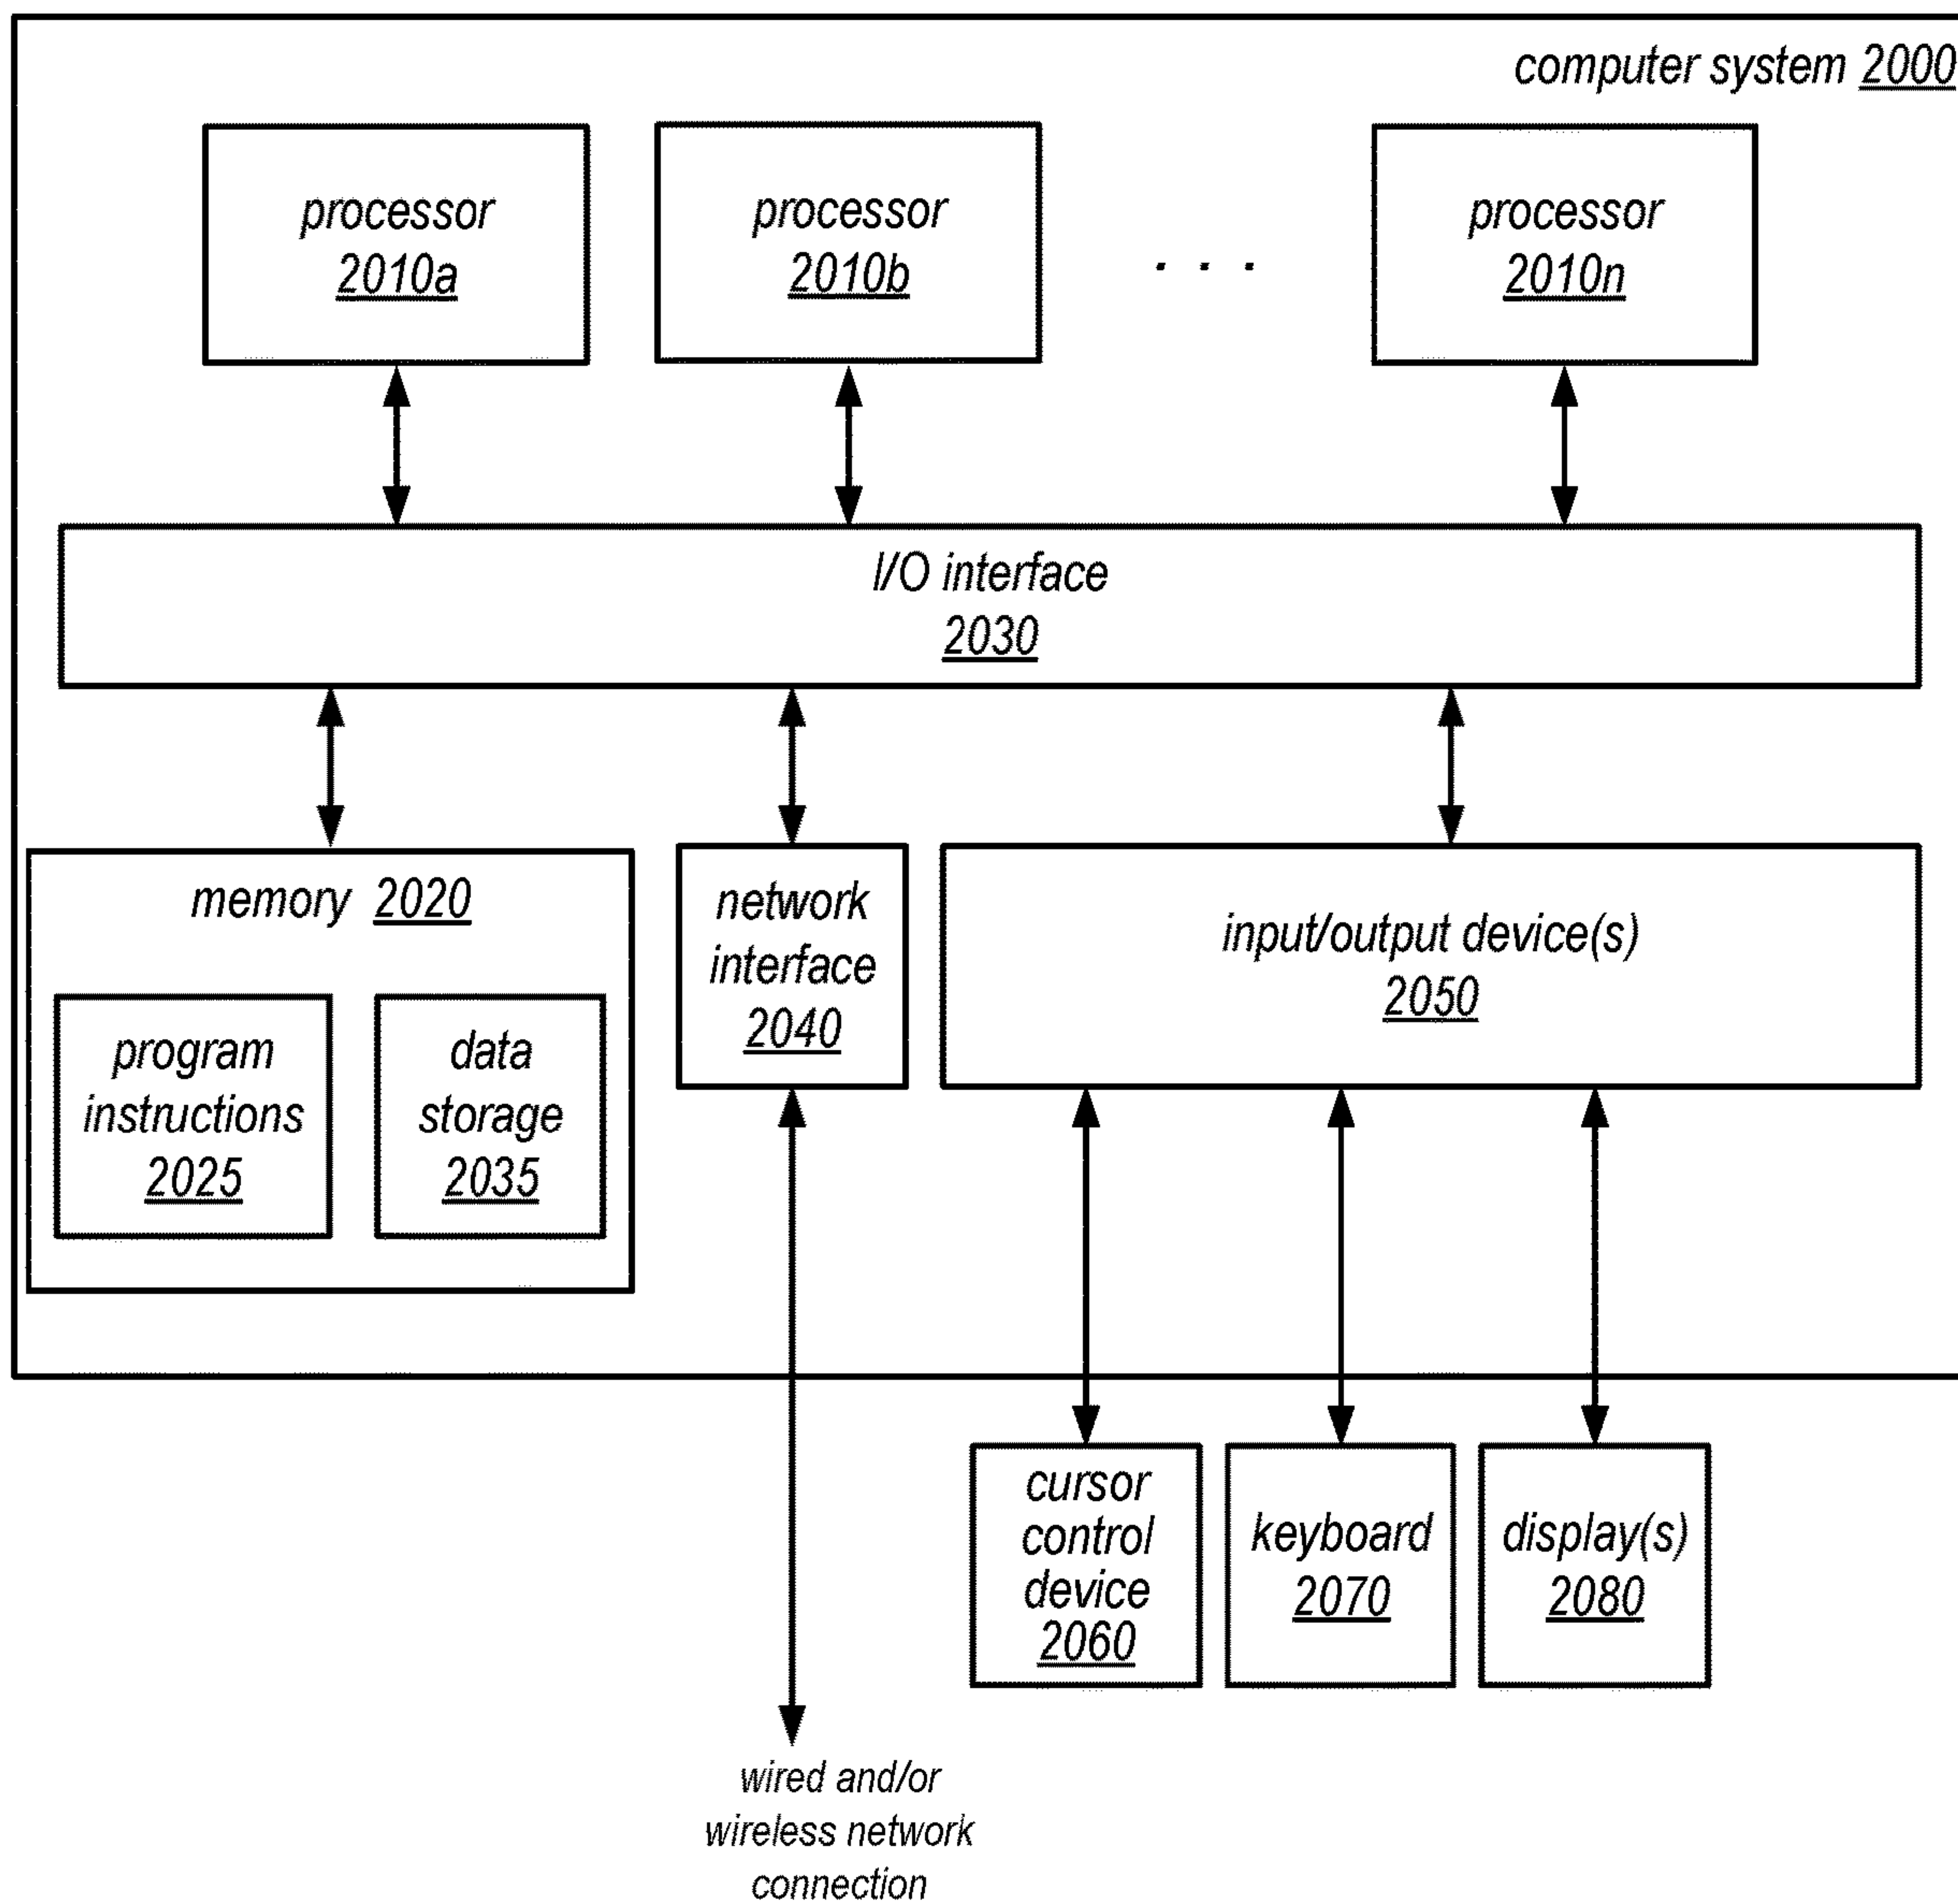 computer system 2000
processor
2010a
processor
2010b
. . .
processor
2010n
I/O interface
2030
memory 2020
program
instructions
2025
data
storage
2035
network
interface
2040
input/output device(s)
2050
cursor
control
device
2060
keyboard
2070
display(s)
2080
wired and/or
wireless network
connection